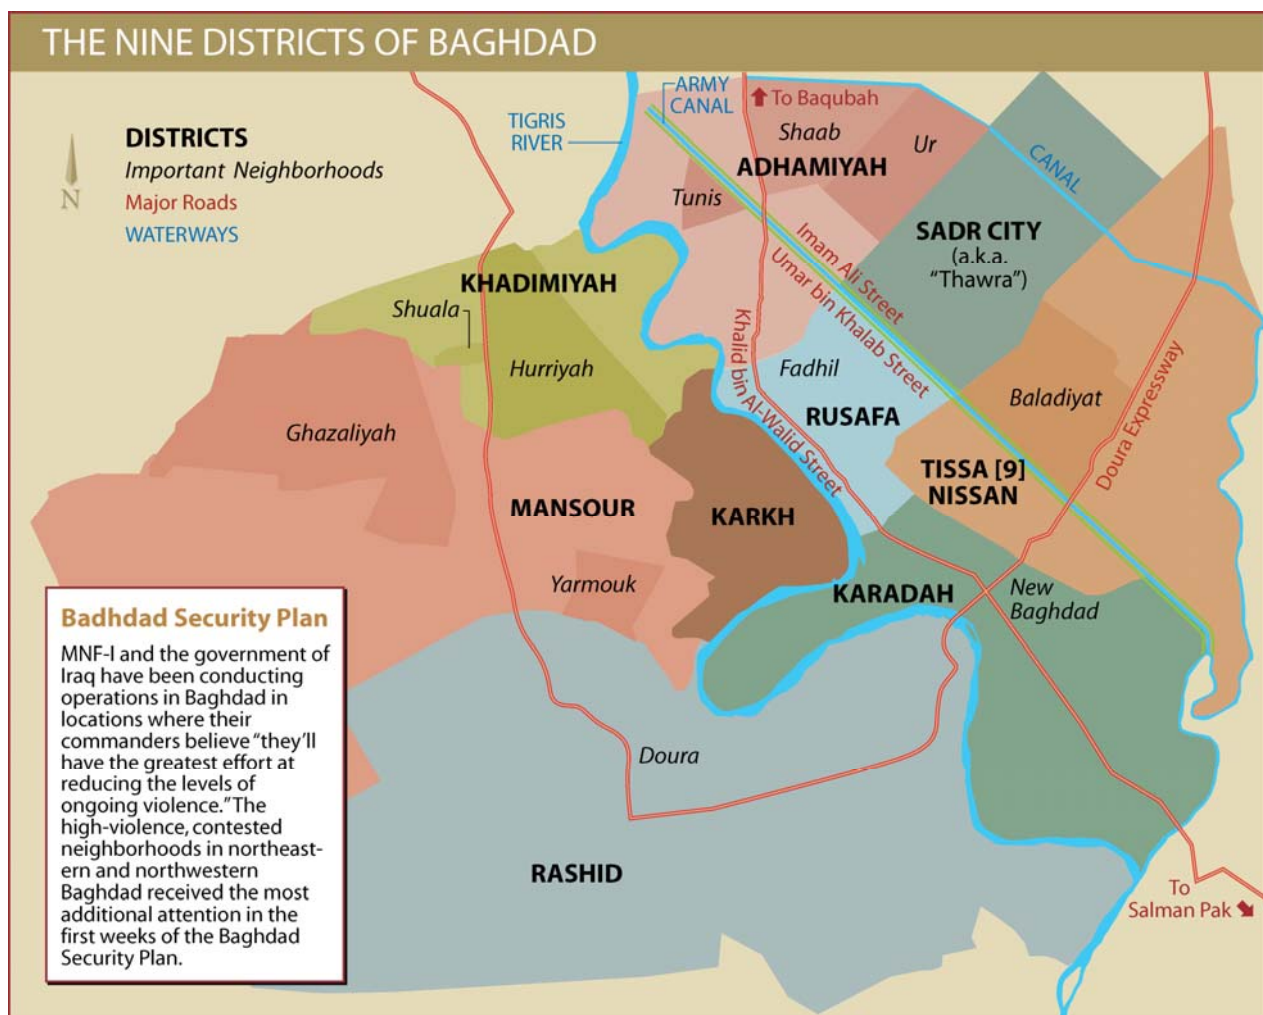 THE NINE DISTRICTS OF BAGHDAD
DISTRICTS
Important Neighborhoods
Major Roads
WATERWAYS
N
TIGRIS
RIVER
ARMY
CANAL
To Baqubah
Shaab
Ur
ADHAMIYAH
Tunis
CANAL
SADR CITY
(a.k.a.
"Thawra")
Imam Ali Street
Umar bin Khalab Street
KHADIMIYAH
Shuala
Hurriyah
Khalid bin Al-Walid Street
Fadhil
RUSAFA
Baladiyat
Doura Expressway
Ghazaliyah
TISSA [9]
NISSAN
MANSOUR
KARKH
Yarmouk
KARADAH
New
Baghdad
Doura
RASHID
To
Salman Pak
Badhdad Security Plan
MNF-I and the government of
Iraq have been conducting
operations in Baghdad in
locations where their
commanders believe "they'll
have the greatest effort at
reducing the levels of
ongoing violence." The
high-violence, contested
neighborhoods in northeast-
ern and northwestern
Baghdad received the most
additional attention in the
first weeks of the Baghdad
Security Plan.